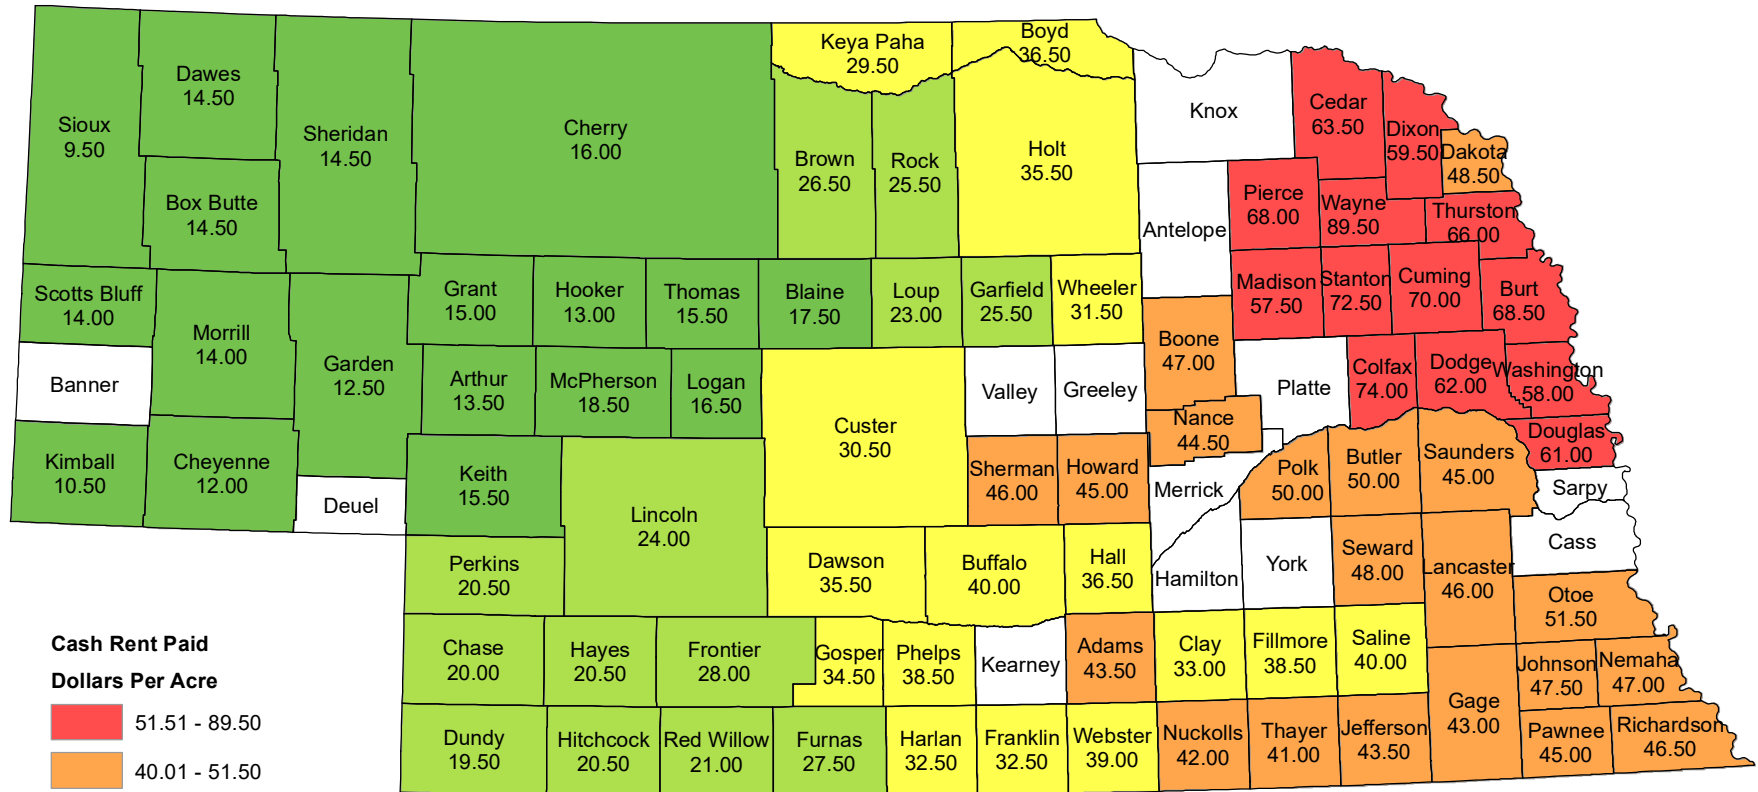 Keya Paha
29.50
Boyd
36.50
Dawes
14.50
Sioux
9.50
Sheridan
14.50
Cherry
16.00
Brown
26.50
Rock
25.50
Holt
35.50
Knox
Cedar
63.50
Dixon
59.50
Dakota
48.50
Box Butte
14.50
Antelope
Pierce
68.00
Wayne
89.50
Thurston
66.00
Scotts Bluff
14.00
Morrill
14.00
Garden
12.50
Grant
15.00
Hooker
13.00
Thomas
15.50
Blaine
17.50
Loup
23.00
Garfield
25.50
Wheeler
31.50
Boone
47.00
Madison
57.50
Stanton
72.50
Cuming
70.00
Burt
68.50
Banner
Arthur
13.50
McPherson
18.50
Logan
16.50
Custer
30.50
Valley
Greeley
Nance
44.50
Platte
Colfax
74.00
Dodge
62.00
Washington
58.00
Douglas
61.00
Kimball
10.50
Cheyenne
12.00
Deuel
Keith
15.50
Lincoln
24.00
Sherman
46.00
Howard
45.00
Merrick
Polk
50.00
Butler
50.00
Saunders
45.00
Sarpy
Perkins
20.50
Dawson
35.50
Buffalo
40.00
Hall
36.50
Hamilton
York
Seward
48.00
Lancaster
46.00
Cass
Otoe
51.50
Chase
20.00
Hayes
20.50
Frontier
28.00
Gosper
34.50
Phelps
38.50
Kearney
Adams
43.50
Clay
33.00
Fillmore
38.50
Saline
40.00
Gage
43.00
Johnson
47.50
Nemaha
47.00
Dundy
19.50
Hitchcock
20.50
Red Willow
21.00
Furnas
27.50
Harlan
32.50
Franklin
32.50
Webster
39.00
Nuckolls
42.00
Thayer
41.00
Jefferson
43.50
Pawnee
45.00
Richardson
46.50
Cash Rent Paid
Dollars Per Acre
51.51 - 89.50
40.01 - 51.50